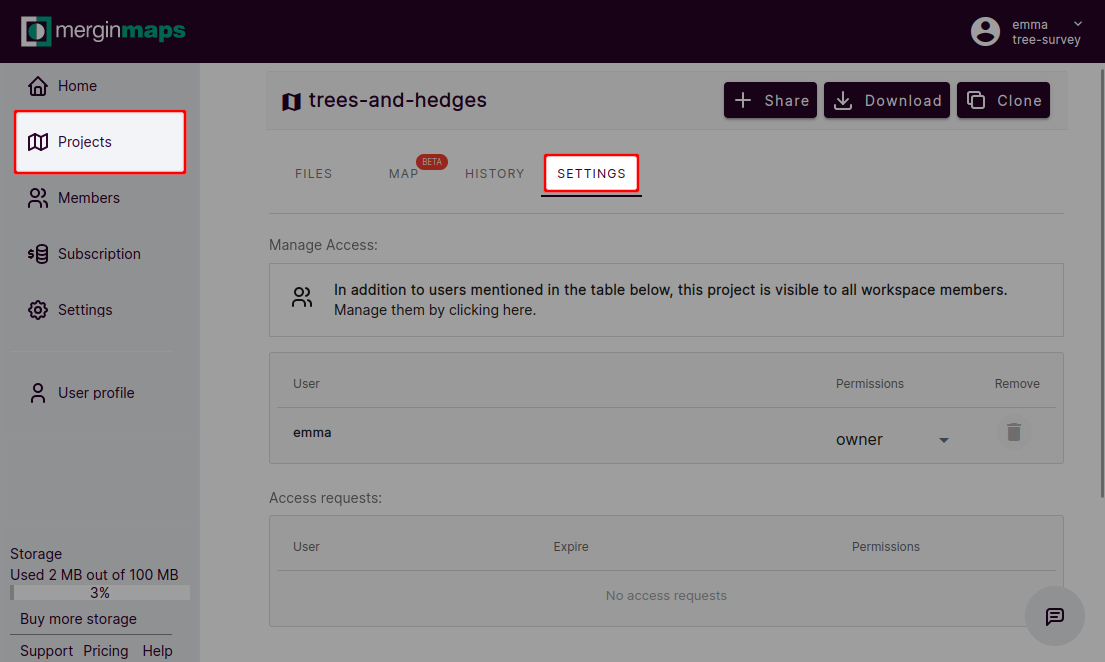 merginmaps
emma
tree-survey
Home
Projects
Members
Subscription
Settings
User profile
Storage
Used 2 MB out of 100 MB
3%
Buy more storage
Support Pricing Help
trees-and-hedges
Share Download Clone
FILES MAP BETA HISTORY SETTINGS
Manage Access:
In addition to users mentioned in the table below, this project is visible to all workspace members.
Manage them by clicking here.
User Permissions Remove
emma owner
Access requests:
User Expire Permissions
No access requests